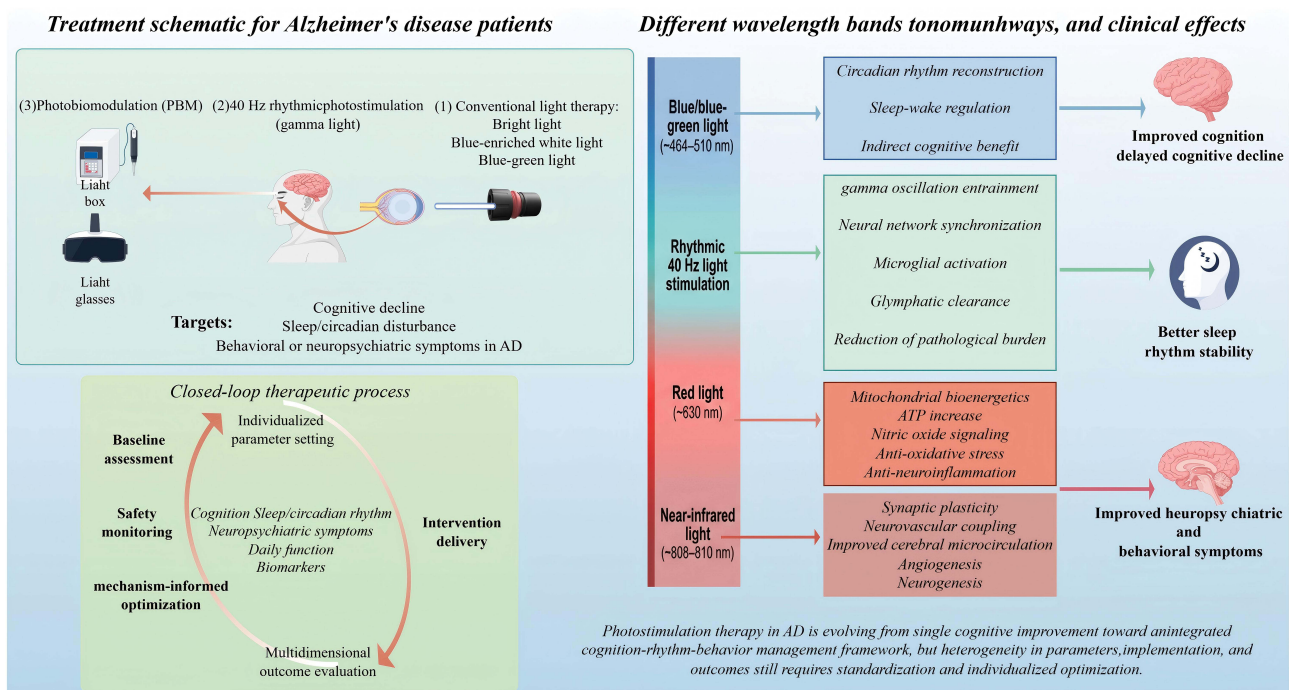 Treatment schematic for Alzheimer's disease patients
(3)Photobiomodulation (PBM)
(2)40 Hz rhythmicphotostimulation
(gamma light)
(1) Conventional light therapy:
Bright light
Blue-enriched white light
Blue-green light
Liaht
box
Liaht
glasses
Targets:
Cognitive decline
Sleep/circadian disturbance
Behavioral or neuropsychiatric symptoms in AD
Closed-loop therapeutic process
Individualized
parameter setting
Baseline
assessment
Safety
monitoring
mechanism-informed
optimization
Cognition Sleep/circadian rhythm
Neuropsychiatric symptoms
Daily function
Biomarkers
Intervention
delivery
Multidimensional
outcome evaluation
Different wavelength bands tonomunhways, and clinical effects
Blue/blue-
green light
(~464–510 nm)
Circadian rhythm reconstruction
Sleep-wake regulation
Indirect cognitive benefit
Improved cognition
delayed cognitive decline
Rhythmic
40 Hz light
stimulation
gamma oscillation entrainment
Neural network synchronization
Microglial activation
Glymphatic clearance
Reduction of pathological burden
Better sleep
rhythm stability
Red light
(~630 nm)
Mitochondrial bioenergetics
ATP increase
Nitric oxide signaling
Anti-oxidative stress
Anti-neuroinflammation
Near-infrared
light
(~808–810 nm)
Synaptic plasticity
Neurovascular coupling
Improved cerebral microcirculation
Angiogenesis
Neurogenesis
Improved heuropsy chiatric
and
behavioral symptoms
Photostimulation therapy in AD is evolving from single cognitive improvement toward anintegrated
cognition-rhythm-behavior management framework, but heterogeneity in parameters,implementation, and
outcomes still requires standardization and individualized optimization.